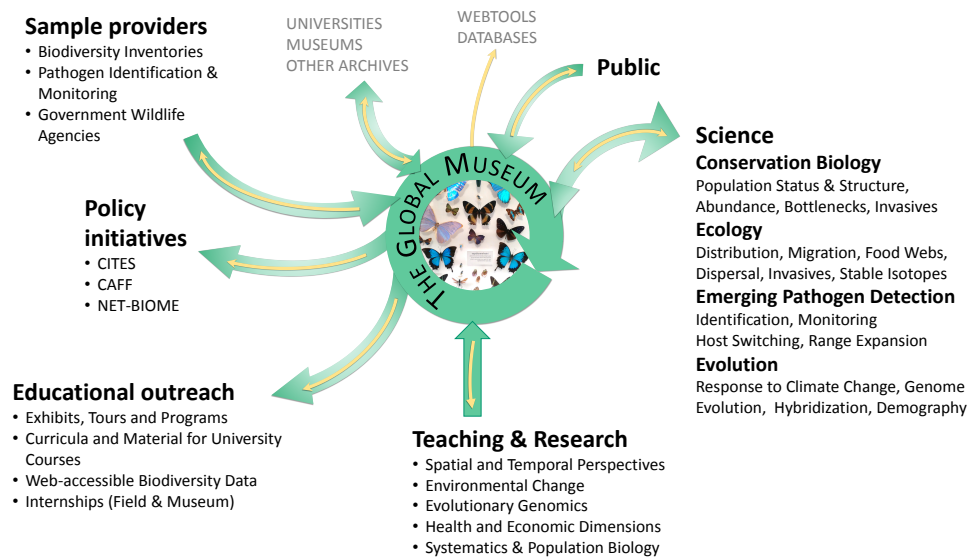 Sample providers
• Biodiversity Inventories
• Pathogen Identification &
Monitoring
• Government Wildlife
Agencies
UNIVERSITIES
MUSEUMS
OTHER ARCHIVES
WEBTOOLS
DATABASES
Public
Science
Conservation Biology
Population Status & Structure,
Abundance, Bottlenecks, Invasives
Ecology
Distribution, Migration, Food Webs,
Dispersal, Invasives, Stable Isotopes
Emerging Pathogen Detection
Identification, Monitoring
Host Switching, Range Expansion
Evolution
Response to Climate Change, Genome
Evolution, Hybridization, Demography
THE GLOBAL MUSEUM
Policy
initiatives
• CITES
• CAFF
• NET-BIOME
Educational outreach
• Exhibits, Tours and Programs
• Curricula and Material for University
Courses
• Web-accessible Biodiversity Data
• Internships (Field & Museum)
Teaching & Research
• Spatial and Temporal Perspectives
• Environmental Change
• Evolutionary Genomics
• Health and Economic Dimensions
• Systematics & Population Biology